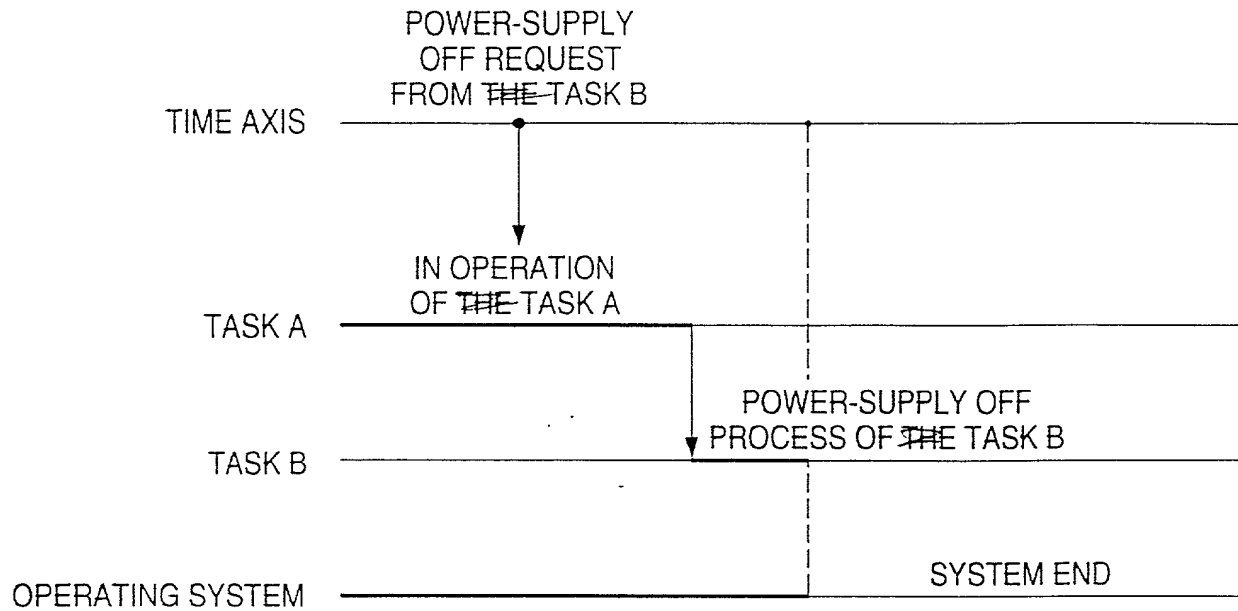 POWER-SUPPLY
OFF REQUEST
FROM THE TASK B
TIME AXIS
IN OPERATION
OF THE TASK A
TASK A
POWER-SUPPLY OFF
PROCESS OF THE TASK B
TASK B
SYSTEM END
OPERATING SYSTEM